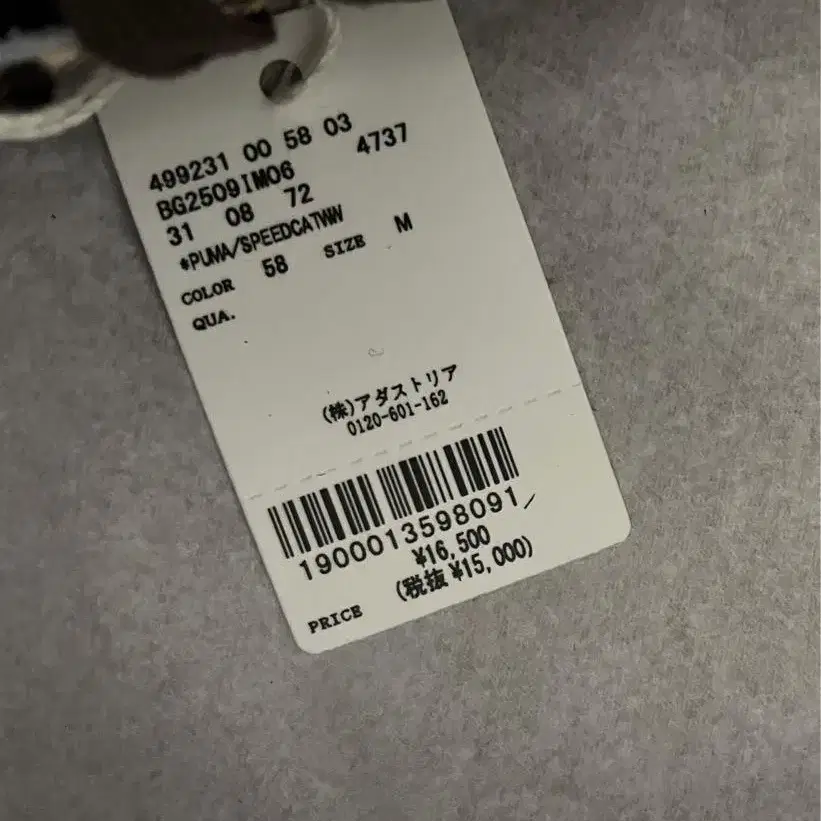 499231 00 58 03
BG2509IM06 4737
31 08 72
*PUMA/SPEEDCATWW
COLOR 58 SIZE M
QUA.
(株)アダストリア
0120-601-162
1900013598091
¥16,500
(税抜 ¥15,000)
PRICE